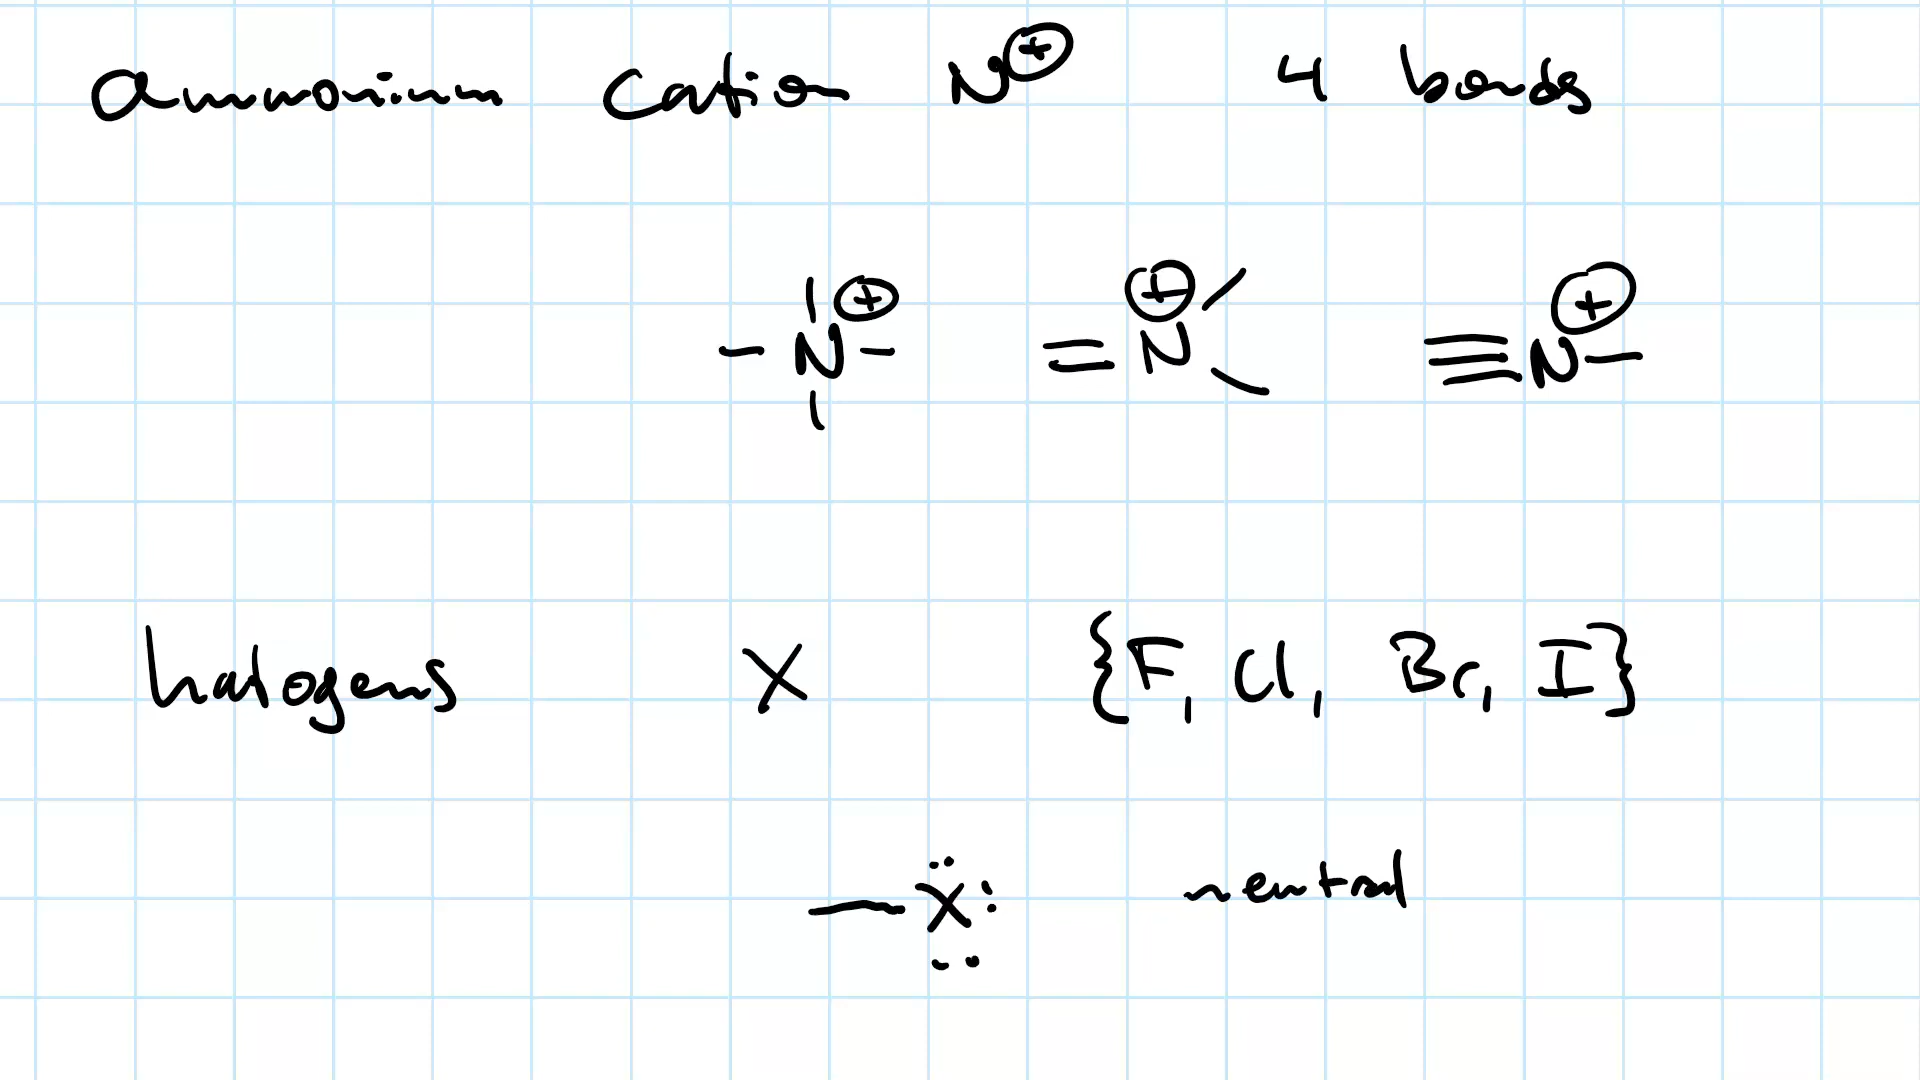 ammonium cation N⊕ 4 bonds
-N⊕- =N⊕ ≡N⊕-
halogens X {F, Cl, Br, I}
—X: neutral